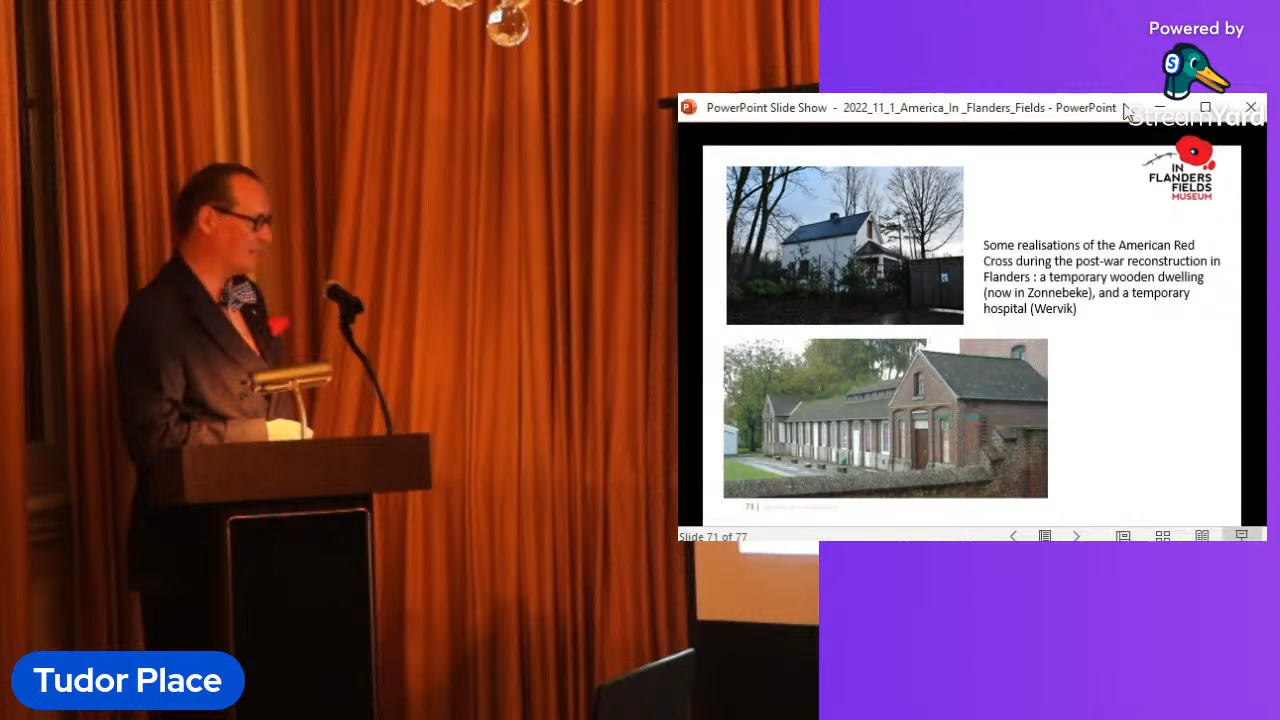 Powered by
S
StreamYard
PowerPoint Slide Show - 2022_11_1_America_In _Flanders_Fields - PowerPoint
IN
FLANDERS
FIELDS
MUSEUM
Some realisations of the American Red
Cross during the post-war reconstruction in
Flanders : a temporary wooden dwelling
(now in Zonnebeke), and a temporary
hospital (Wervik)
71 |
Slide 71 of 77
Tudor Place